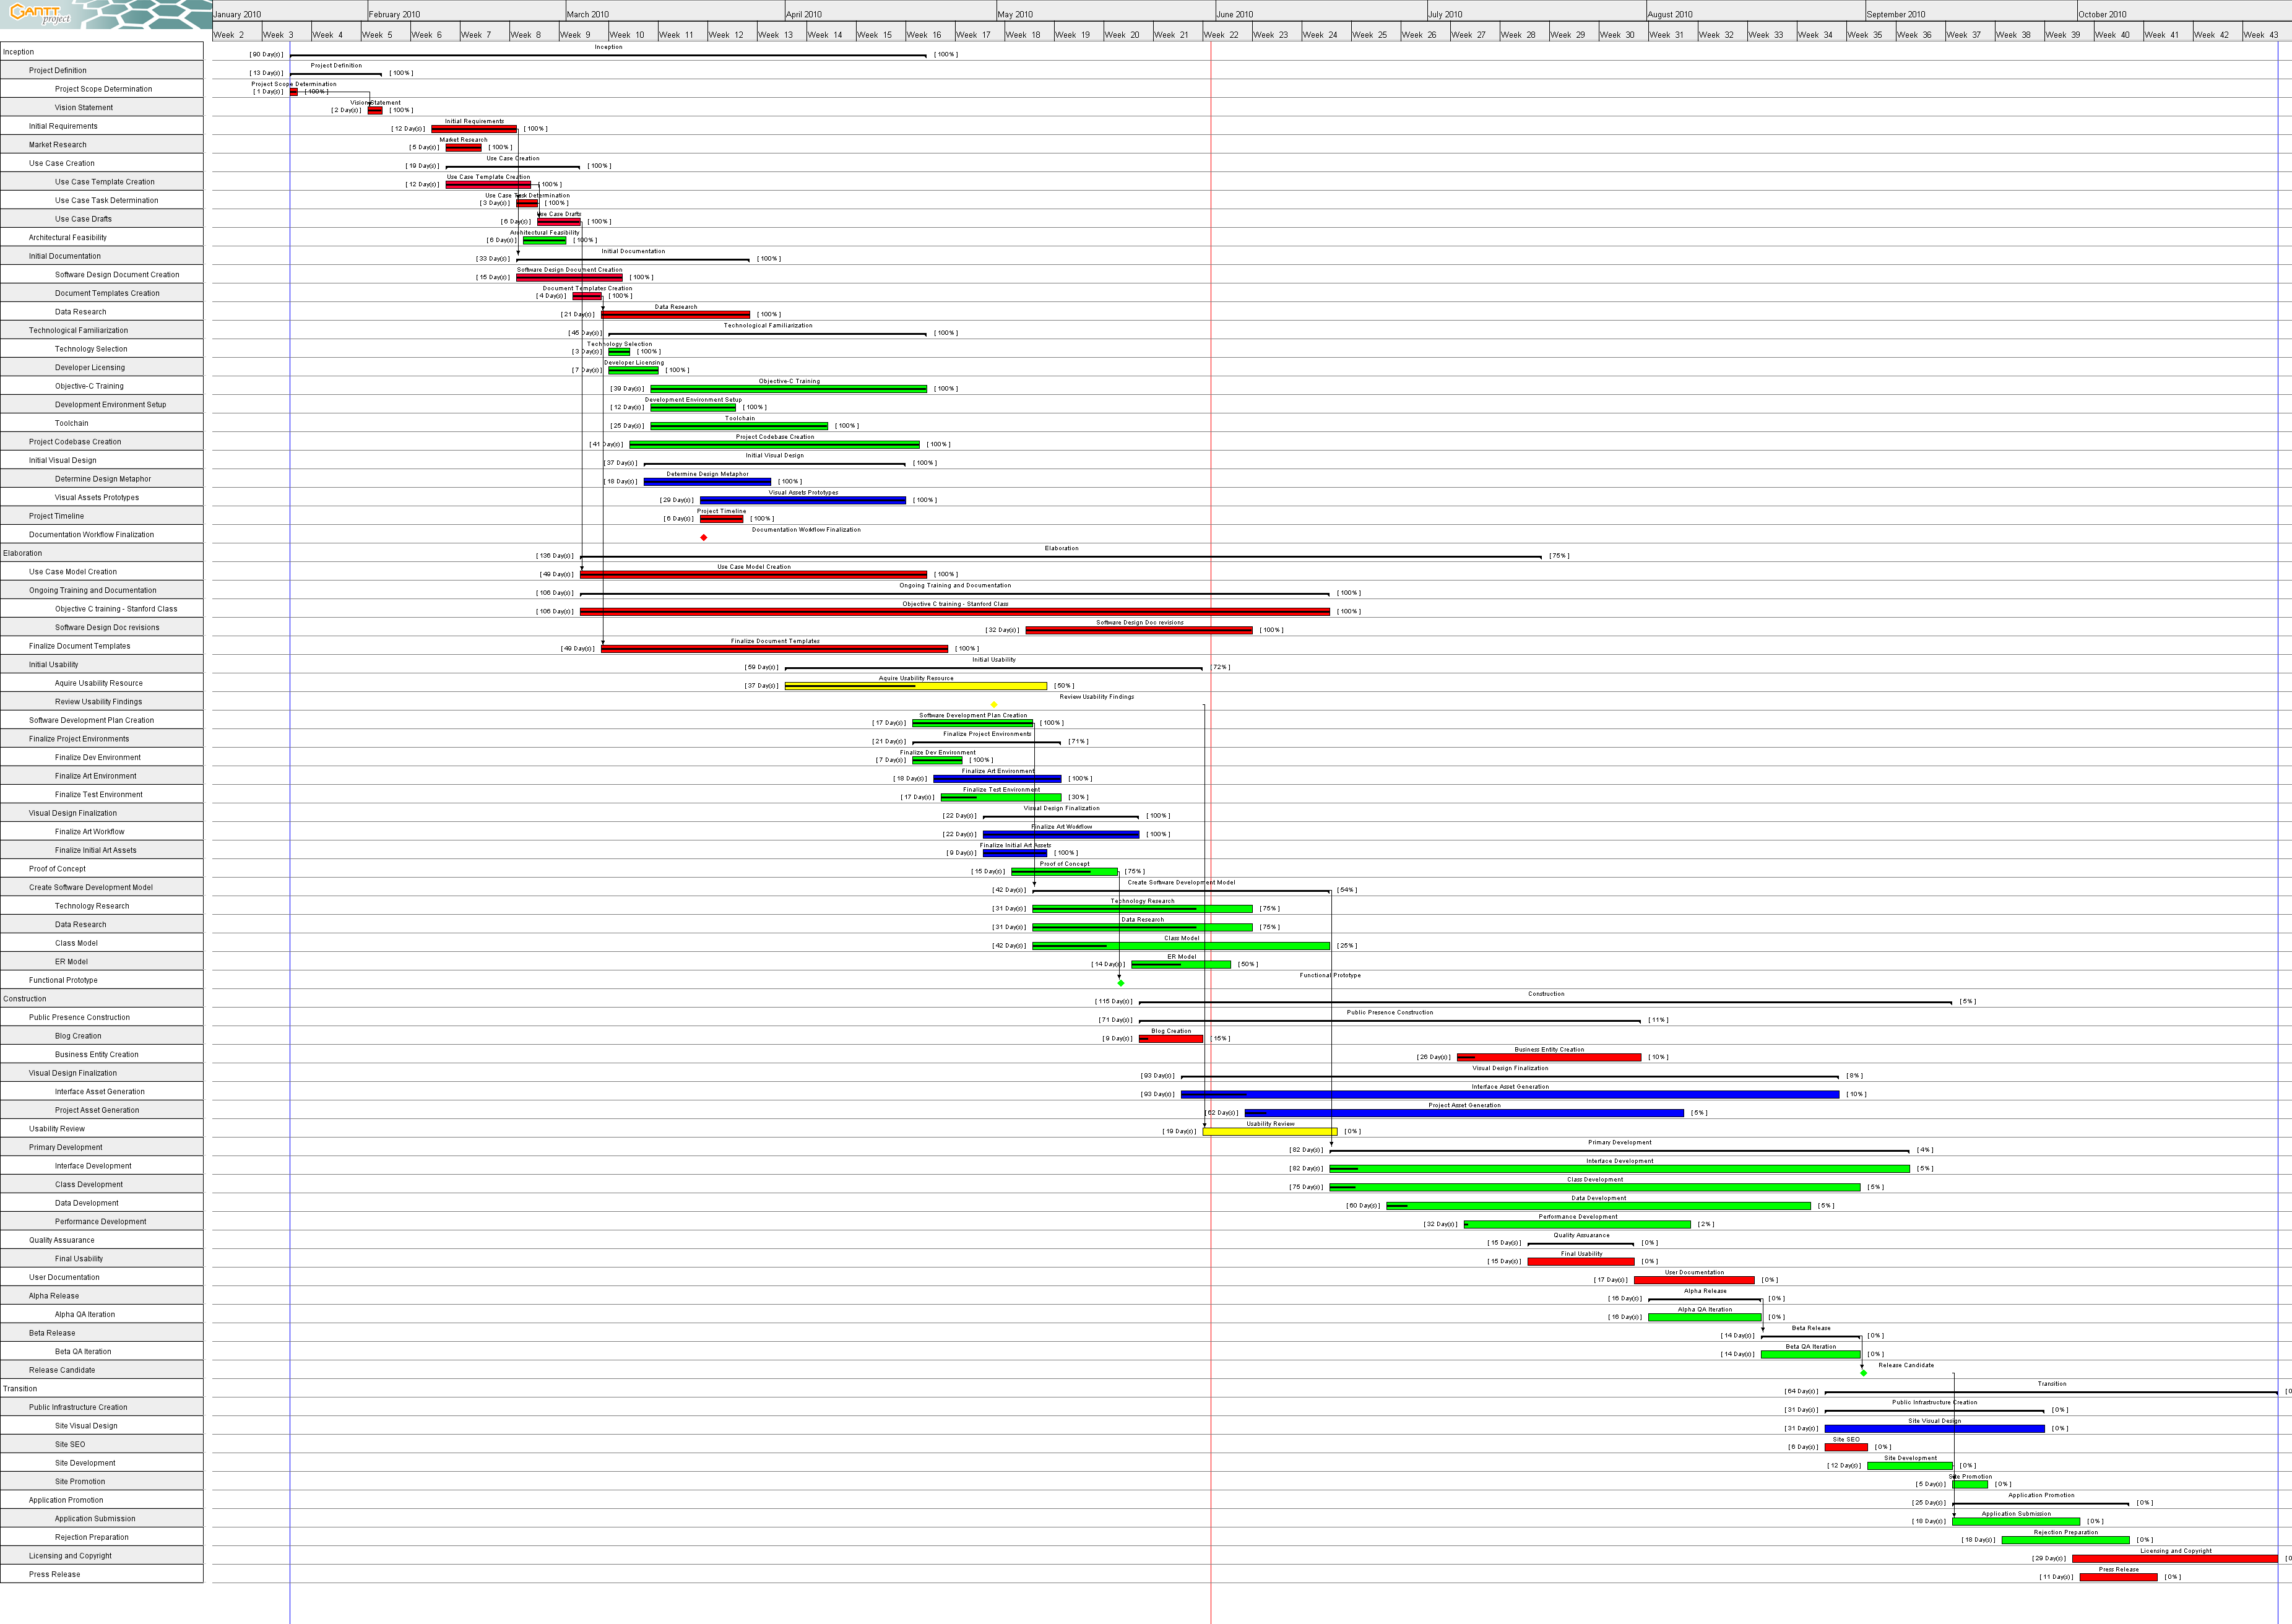 GANTT
project
January 2010 February 2010 March 2010 April 2010 May 2010 June 2010 July 2010 August 2010 September 2010 October 2010
Week 2 Week 3 Week 4 Week 5 Week 6 Week 7 Week 8 Week 9 Week 10 Week 11 Week 12 Week 13 Week 14 Week 15 Week 16 Week 17 Week 18 Week 19 Week 20 Week 21 Week 22 Week 23 Week 24 Week 25 Week 26 Week 27 Week 28 Week 29 Week 30 Week 31 Week 32 Week 33 Week 34 Week 35 Week 36 Week 37 Week 38 Week 39 Week 40 Week 41 Week 42 Week 43
Inception [ 90 Day(s) ] Inception [ 100% ]
Project Definition [ 13 Day(s) ] Project Definition [ 100% ]
Project Scope Determination [ 1 Day(s) ] Project Scope Determination [ 100% ]
Vision Statement [ 2 Day(s) ] Vision Statement [ 100% ]
Initial Requirements [ 12 Day(s) ] Initial Requirements [ 100% ]
Market Research [ 5 Day(s) ] Market Research [ 100% ]
Use Case Creation [ 19 Day(s) ] Use Case Creation [ 100% ]
Use Case Template Creation [ 12 Day(s) ] Use Case Template Creation [ 100% ]
Use Case Task Determination [ 3 Day(s) ] Use Case Task Determination [ 100% ]
Use Case Drafts [ 6 Day(s) ] Use Case Drafts [ 100% ]
Architectural Feasibility [ 6 Day(s) ] Architectural Feasibility [ 100% ]
Initial Documentation [ 33 Day(s) ] Initial Documentation [ 100% ]
Software Design Document Creation [ 15 Day(s) ] Software Design Document Creation [ 100% ]
Document Templates Creation [ 4 Day(s) ] Document Templates Creation [ 100% ]
Data Research [ 21 Day(s) ] Data Research [ 100% ]
Technological Familiarization [ 45 Day(s) ] Technological Familiarization [ 100% ]
Technology Selection [ 3 Day(s) ] Technology Selection [ 100% ]
Developer Licensing [ 7 Day(s) ] Developer Licensing [ 100% ]
Objective-C Training [ 39 Day(s) ] Objective-C Training [ 100% ]
Development Environment Setup [ 12 Day(s) ] Development Environment Setup [ 100% ]
Toolchain [ 25 Day(s) ] Toolchain [ 100% ]
Project Codebase Creation [ 41 Day(s) ] Project Codebase Creation [ 100% ]
Initial Visual Design [ 37 Day(s) ] Initial Visual Design [ 100% ]
Determine Design Metaphor [ 18 Day(s) ] Determine Design Metaphor [ 100% ]
Visual Assets Prototypes [ 29 Day(s) ] Visual Assets Prototypes [ 100% ]
Project Timeline [ 6 Day(s) ] Project Timeline [ 100% ]
Documentation Workflow Finalization Documentation Workflow Finalization
Elaboration [ 136 Day(s) ] Elaboration [ 75% ]
Use Case Model Creation [ 49 Day(s) ] Use Case Model Creation [ 100% ]
Ongoing Training and Documentation [ 106 Day(s) ] Ongoing Training and Documentation [ 100% ]
Objective C training - Stanford Class [ 106 Day(s) ] Objective C training - Stanford Class [ 100% ]
Software Design Doc revisions [ 32 Day(s) ] Software Design Doc revisions [ 100% ]
Finalize Document Templates [ 49 Day(s) ] Finalize Document Templates [ 100% ]
Initial Usability [ 59 Day(s) ] Initial Usability [ 72% ]
Aquire Usability Resource [ 37 Day(s) ] Aquire Usability Resource [ 50% ]
Review Usability Findings Review Usability Findings
Software Development Plan Creation [ 17 Day(s) ] Software Development Plan Creation [ 100% ]
Finalize Project Environments [ 21 Day(s) ] Finalize Project Environments [ 71% ]
Finalize Dev Environment [ 7 Day(s) ] Finalize Dev Environment [ 100% ]
Finalize Art Environment [ 18 Day(s) ] Finalize Art Environment [ 100% ]
Finalize Test Environment [ 17 Day(s) ] Finalize Test Environment [ 30% ]
Visual Design Finalization [ 22 Day(s) ] Visual Design Finalization [ 100% ]
Finalize Art Workflow [ 22 Day(s) ] Finalize Art Workflow [ 100% ]
Finalize Initial Art Assets [ 9 Day(s) ] Finalize Initial Art Assets [ 100% ]
Proof of Concept [ 15 Day(s) ] Proof of Concept [ 75% ]
Create Software Development Model [ 42 Day(s) ] Create Software Development Model [ 54% ]
Technology Research [ 31 Day(s) ] Technology Research [ 75% ]
Data Research [ 31 Day(s) ] Data Research [ 75% ]
Class Model [ 42 Day(s) ] Class Model [ 25% ]
ER Model [ 14 Day(s) ] ER Model [ 50% ]
Functional Prototype Functional Prototype
Construction [ 115 Day(s) ] Construction [ 5% ]
Public Presence Construction [ 71 Day(s) ] Public Presence Construction [ 11% ]
Blog Creation [ 9 Day(s) ] Blog Creation [ 15% ]
Business Entity Creation [ 26 Day(s) ] Business Entity Creation [ 10% ]
Visual Design Finalization [ 93 Day(s) ] Visual Design Finalization [ 8% ]
Interface Asset Generation [ 93 Day(s) ] Interface Asset Generation [ 10% ]
Project Asset Generation [ 62 Day(s) ] Project Asset Generation [ 5% ]
Usability Review [ 19 Day(s) ] Usability Review [ 0% ]
Primary Development [ 82 Day(s) ] Primary Development [ 4% ]
Interface Development [ 82 Day(s) ] Interface Development [ 5% ]
Class Development [ 75 Day(s) ] Class Development [ 5% ]
Data Development [ 60 Day(s) ] Data Development [ 5% ]
Performance Development [ 32 Day(s) ] Performance Development [ 2% ]
Quality Assuarance [ 15 Day(s) ] Quality Assuarance [ 0% ]
Final Usability [ 15 Day(s) ] Final Usability [ 0% ]
User Documentation [ 17 Day(s) ] User Documentation [ 0% ]
Alpha Release [ 16 Day(s) ] Alpha Release [ 0% ]
Alpha QA Iteration [ 16 Day(s) ] Alpha QA Iteration [ 0% ]
Beta Release [ 14 Day(s) ] Beta Release [ 0% ]
Beta QA Iteration [ 14 Day(s) ] Beta QA Iteration [ 0% ]
Release Candidate Release Candidate
Transition [ 64 Day(s) ] Transition [ 0
Public Infrastructure Creation [ 31 Day(s) ] Public Infrastructure Creation [ 0% ]
Site Visual Design [ 31 Day(s) ] Site Visual Design [ 0% ]
Site SEO [ 6 Day(s) ] Site SEO [ 0% ]
Site Development [ 12 Day(s) ] Site Development [ 0% ]
Site Promotion [ 5 Day(s) ] Site Promotion [ 0% ]
Application Promotion [ 25 Day(s) ] Application Promotion [ 0% ]
Application Submission [ 18 Day(s) ] Application Submission [ 0% ]
Rejection Preparation [ 18 Day(s) ] Rejection Preparation [ 0% ]
Licensing and Copyright [ 29 Day(s) ] Licensing and Copyright [ 0
Press Release [ 11 Day(s) ] Press Release [ 0% ]